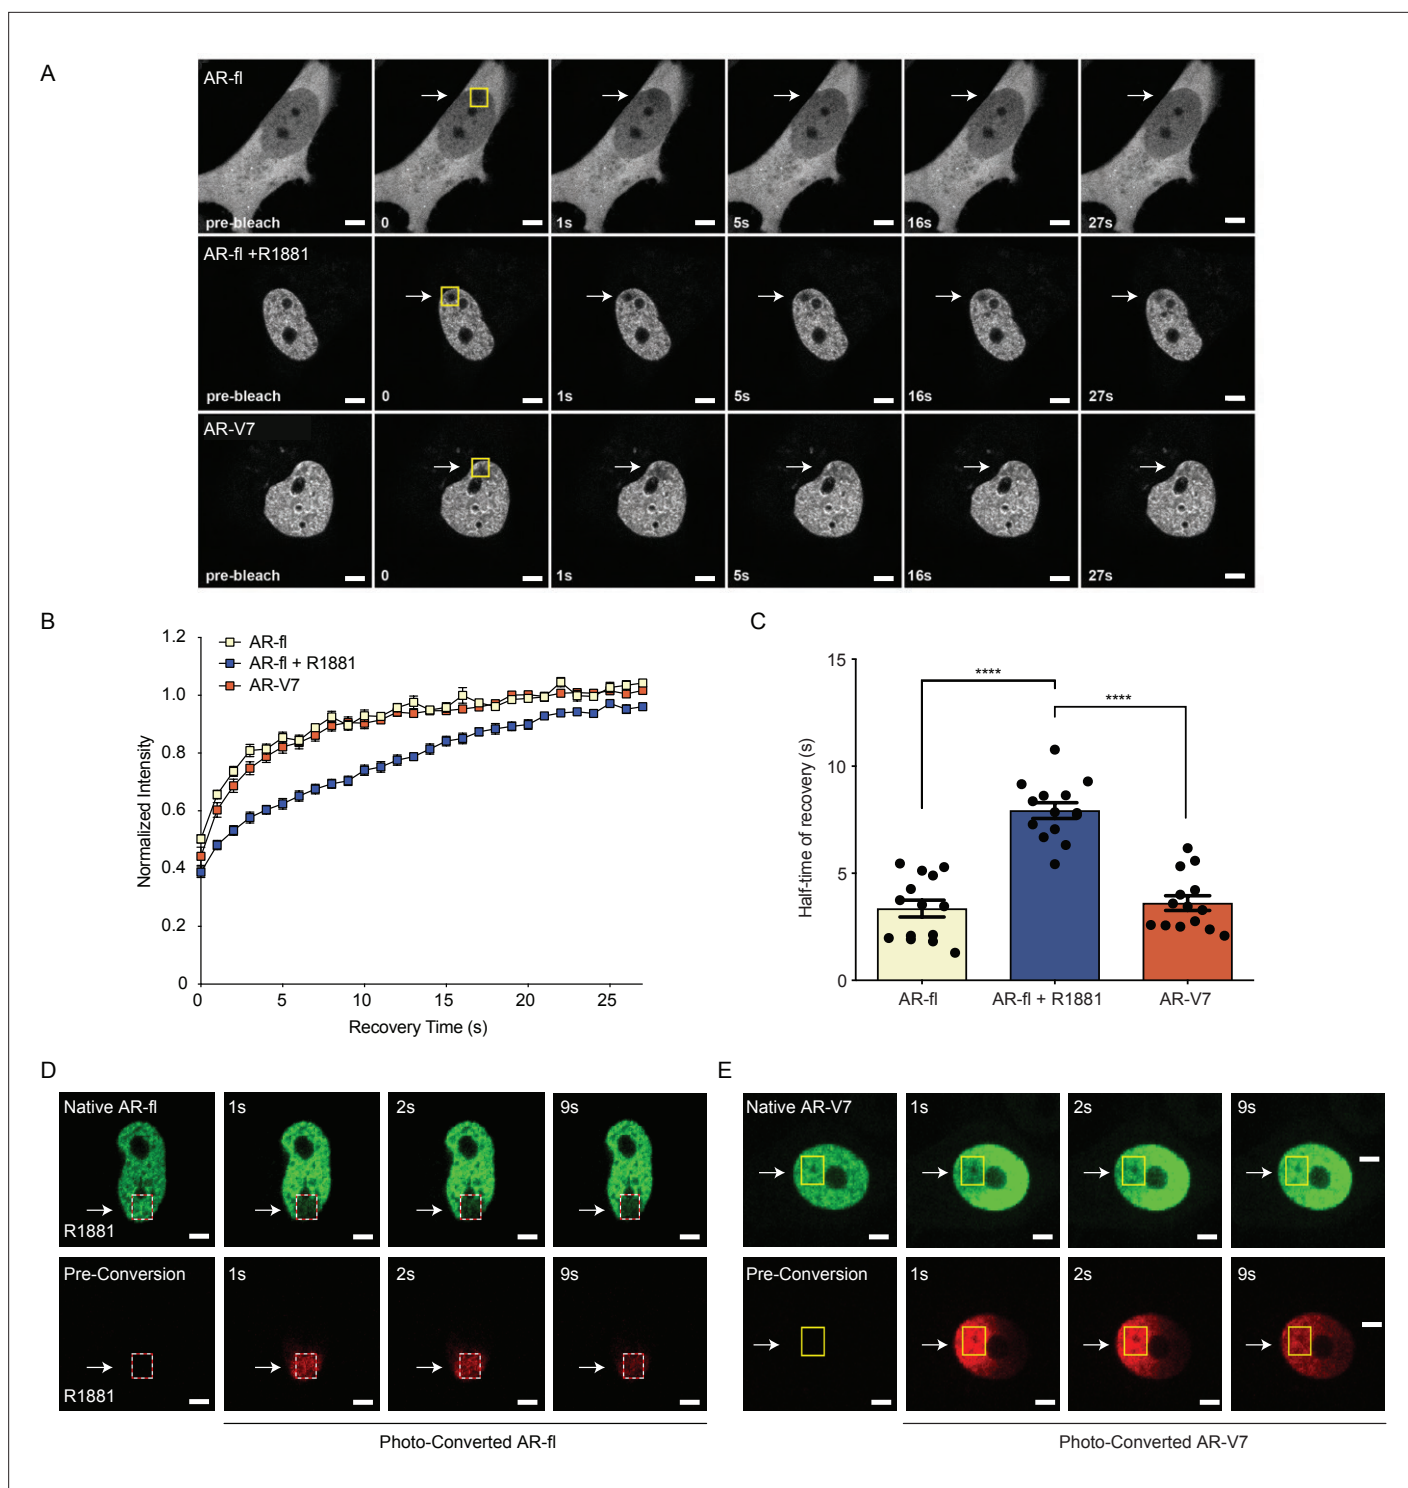 A
AR-fl
pre-bleach
0
1s
5s
16s
27s
AR-fl +R1881
pre-bleach
0
1s
5s
16s
27s
AR-V7
pre-bleach
0
1s
5s
16s
27s
B
1.2
1.0
0.8
0.6
0.4
0.2
0
Normalized Intensity
AR-fl
AR-fl + R1881
AR-V7
0 5 10 15 20 25
Recovery Time (s)
C
15
10
5
0
Half-time of recovery (s)
****
****
AR-fl AR-fl + R1881 AR-V7
D
Native AR-fl 1s 2s 9s
R1881
Pre-Conversion 1s 2s 9s
R1881
Photo-Converted AR-fl
E
Native AR-V7 1s 2s 9s
Pre-Conversion 1s 2s 9s
Photo-Converted AR-V7